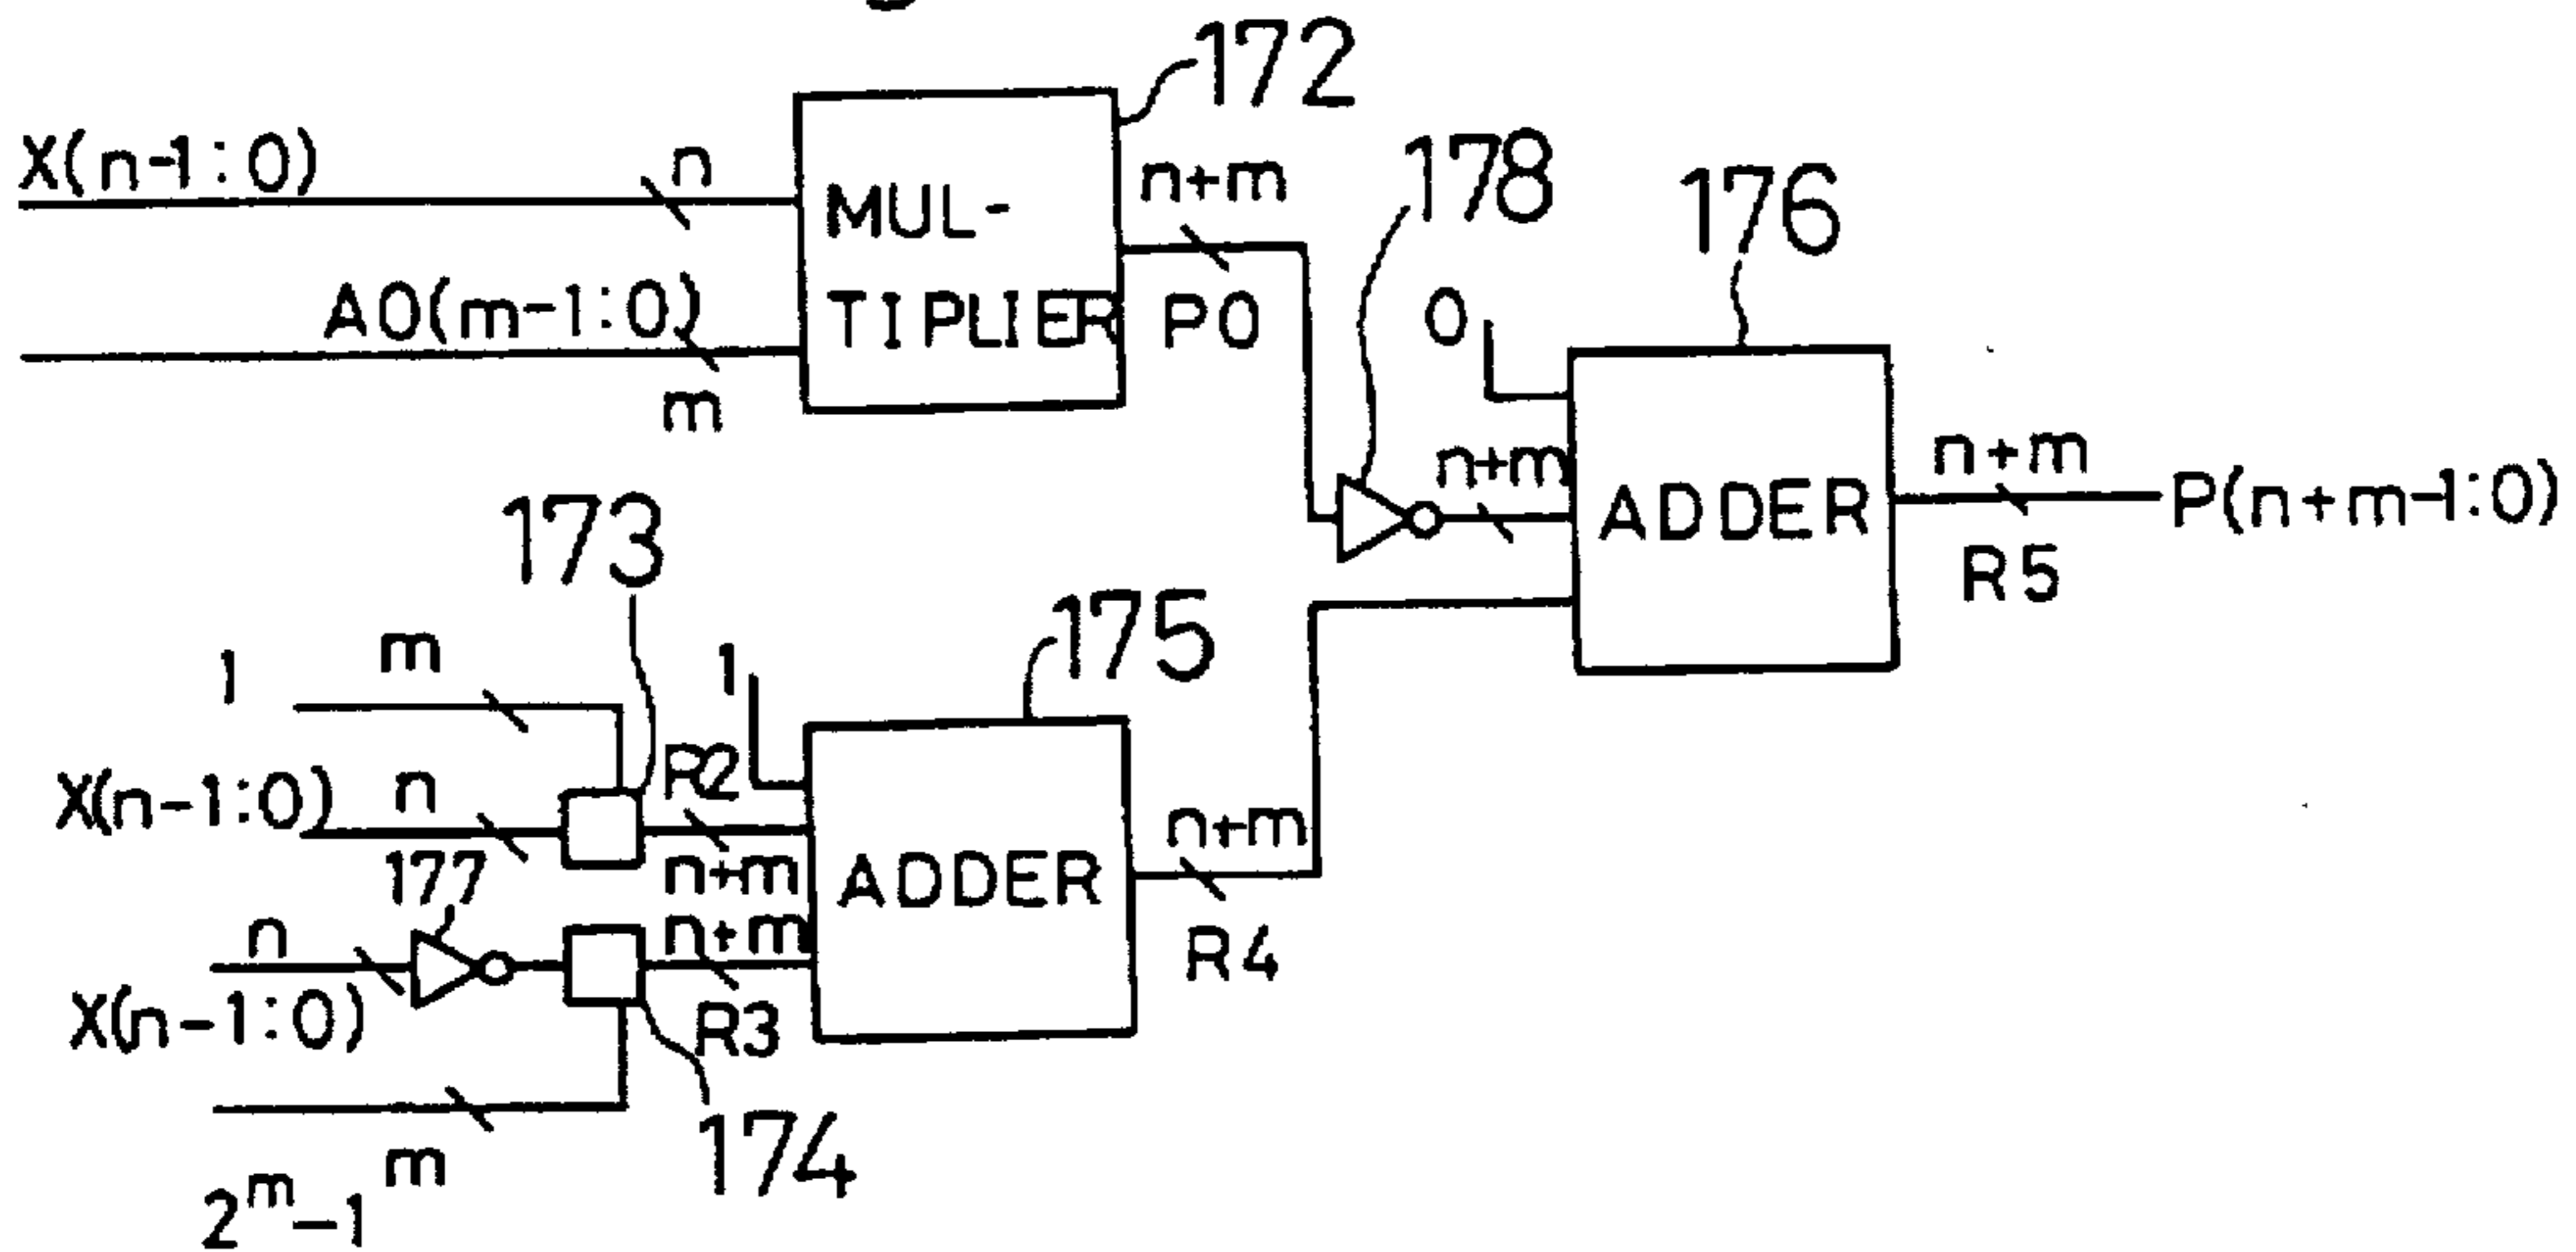 172
X(n-1:0)
n
MUL-
TIPLIER
n+m
P0
178
176
A0(m-1:0)
m
0
n+m
ADDER
n+m
P(n+m-1:0)
R5
173
175
1
m
1
X(n-1:0)
n
R2
n+m
177
ADDER
n+m
R4
n
n+m
X(n-1:0)
R3
174
m
2^m-1